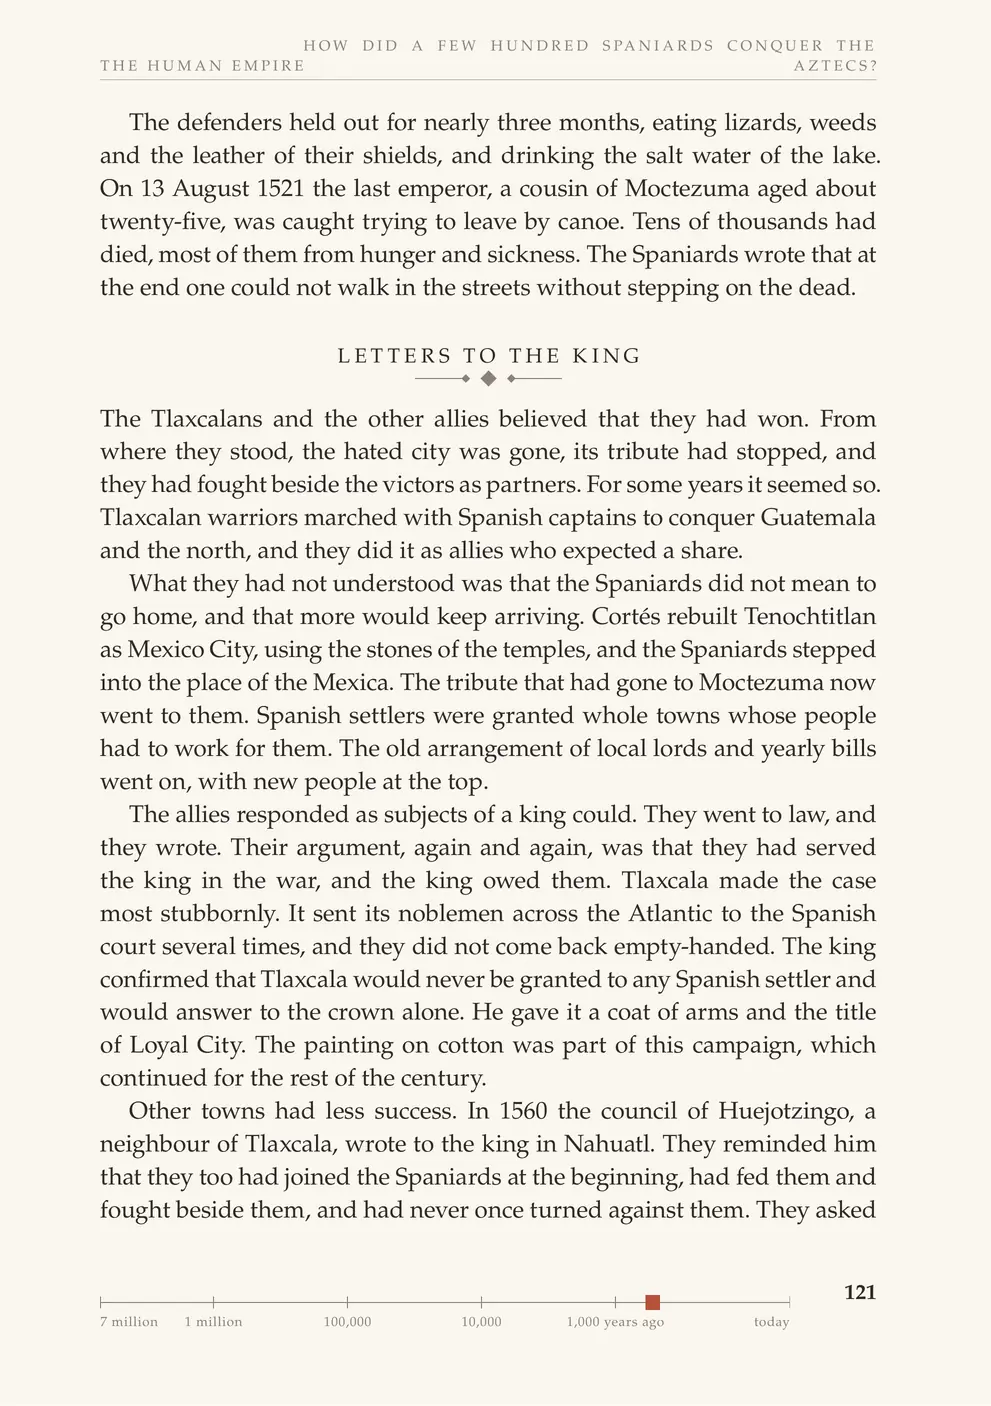 HOW DID A FEW HUNDRED SPANIARDS CONQUER THE
THE HUMAN EMPIRE AZTECS?
The defenders held out for nearly three months, eating lizards, weeds
and the leather of their shields, and drinking the salt water of the lake.
On 13 August 1521 the last emperor, a cousin of Moctezuma aged about
twenty-five, was caught trying to leave by canoe. Tens of thousands had
died, most of them from hunger and sickness. The Spaniards wrote that at
the end one could not walk in the streets without stepping on the dead.
LETTERS TO THE KING
The Tlaxcalans and the other allies believed that they had won. From
where they stood, the hated city was gone, its tribute had stopped, and
they had fought beside the victors as partners. For some years it seemed so.
Tlaxcalan warriors marched with Spanish captains to conquer Guatemala
and the north, and they did it as allies who expected a share.
What they had not understood was that the Spaniards did not mean to
go home, and that more would keep arriving. Cortés rebuilt Tenochtitlan
as Mexico City, using the stones of the temples, and the Spaniards stepped
into the place of the Mexica. The tribute that had gone to Moctezuma now
went to them. Spanish settlers were granted whole towns whose people
had to work for them. The old arrangement of local lords and yearly bills
went on, with new people at the top.
The allies responded as subjects of a king could. They went to law, and
they wrote. Their argument, again and again, was that they had served
the king in the war, and the king owed them. Tlaxcala made the case
most stubbornly. It sent its noblemen across the Atlantic to the Spanish
court several times, and they did not come back empty-handed. The king
confirmed that Tlaxcala would never be granted to any Spanish settler and
would answer to the crown alone. He gave it a coat of arms and the title
of Loyal City. The painting on cotton was part of this campaign, which
continued for the rest of the century.
Other towns had less success. In 1560 the council of Huejotzingo, a
neighbour of Tlaxcala, wrote to the king in Nahuatl. They reminded him
that they too had joined the Spaniards at the beginning, had fed them and
fought beside them, and had never once turned against them. They asked
121
7 million 1 million 100,000 10,000 1,000 years ago today